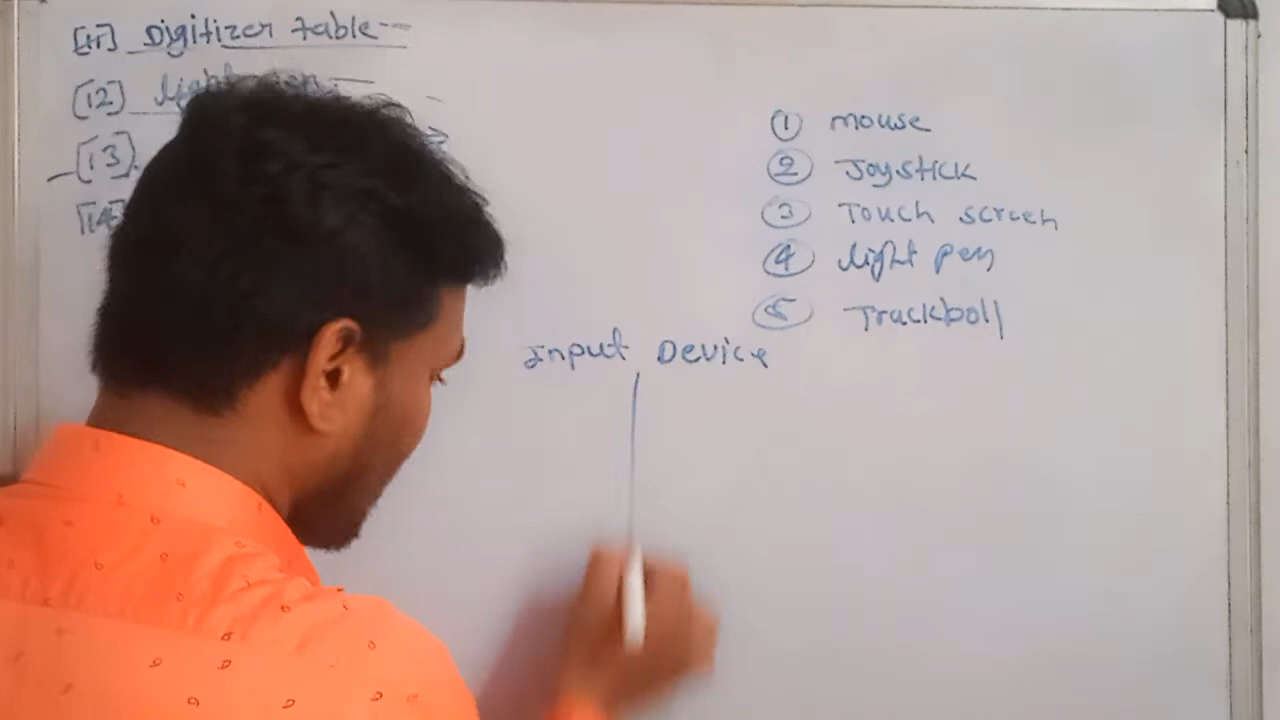 [11] Digitizer table
[12] light pen
[13]
[14]
① mouse
② Joystick
③ Touch screen
④ light pen
⑤ Trackball
Input Device